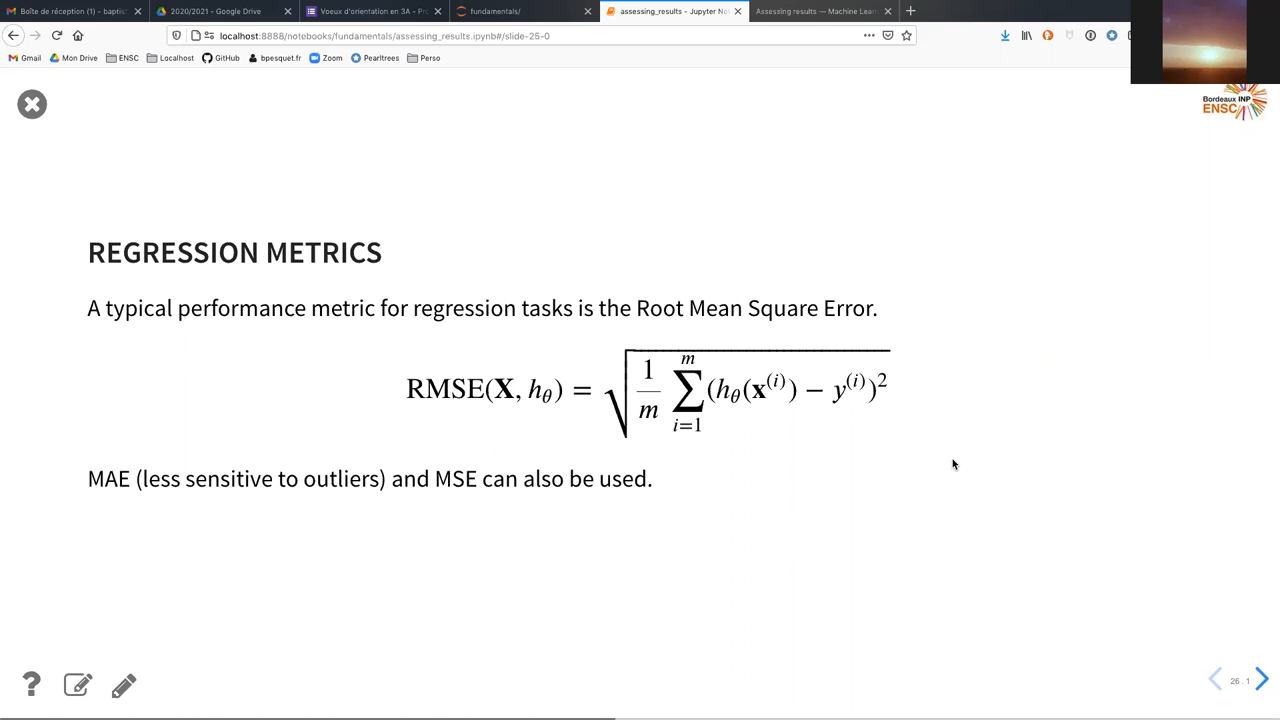 Boîte de réception (1) – baptis
2020/2021 – Google Drive
Voeux d'orientation en 3A - Pro
fundamentals/
assessing_results - Jupyter No
Assessing results — Machine Lear
localhost:8888/notebooks/fundamentals/assessing_results.ipynb#/slide-25-0
Gmail Mon Drive ENSC Localhost GitHub bpesquet.fr Zoom Pearltrees Perso
Bordeaux INP
ENSC
REGRESSION METRICS
A typical performance metric for regression tasks is the Root Mean Square Error.
RMSE(X, hθ) = √(1/m ∑_{i=1}^{m} (hθ(x^(i)) − y^(i))²)
MAE (less sensitive to outliers) and MSE can also be used.
26.1